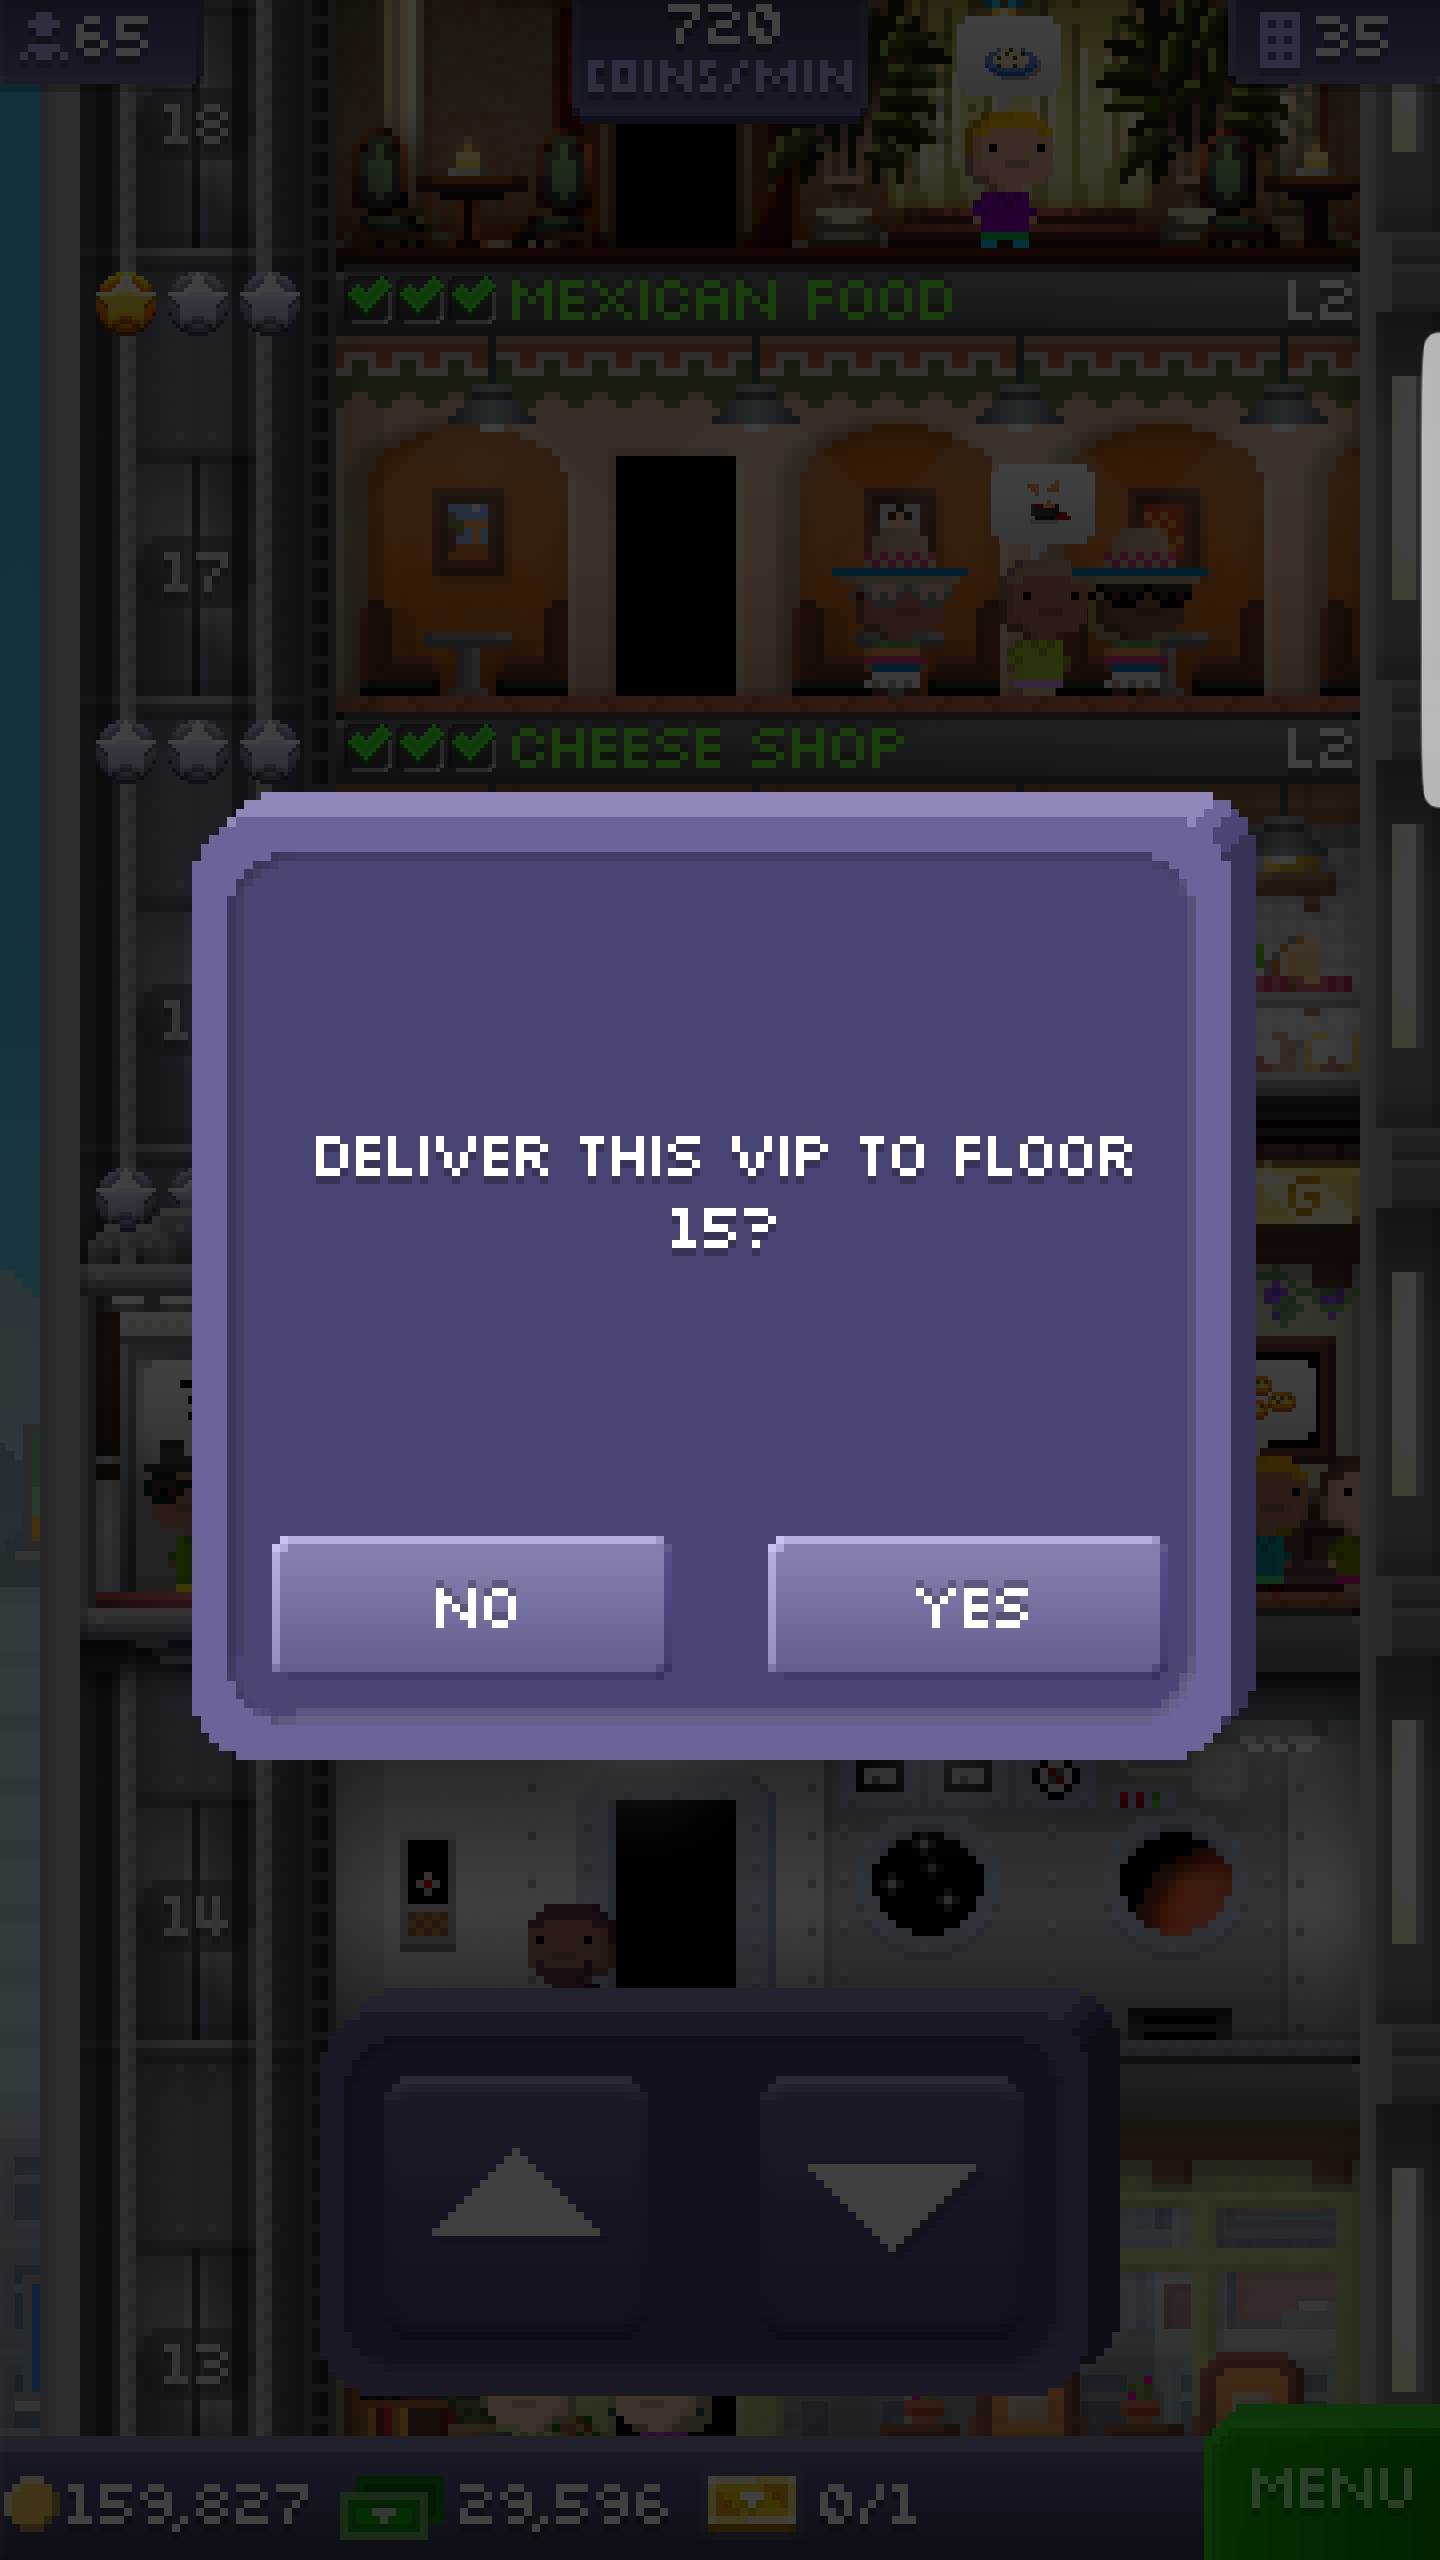 65
720
COINS/MIN
35
18
MEXICAN FOOD
L2
17
CHEESE SHOP
L2
DELIVER THIS VIP TO FLOOR
15?
G
NO
YES
14
13
159,827
29,596
0/1
MENU